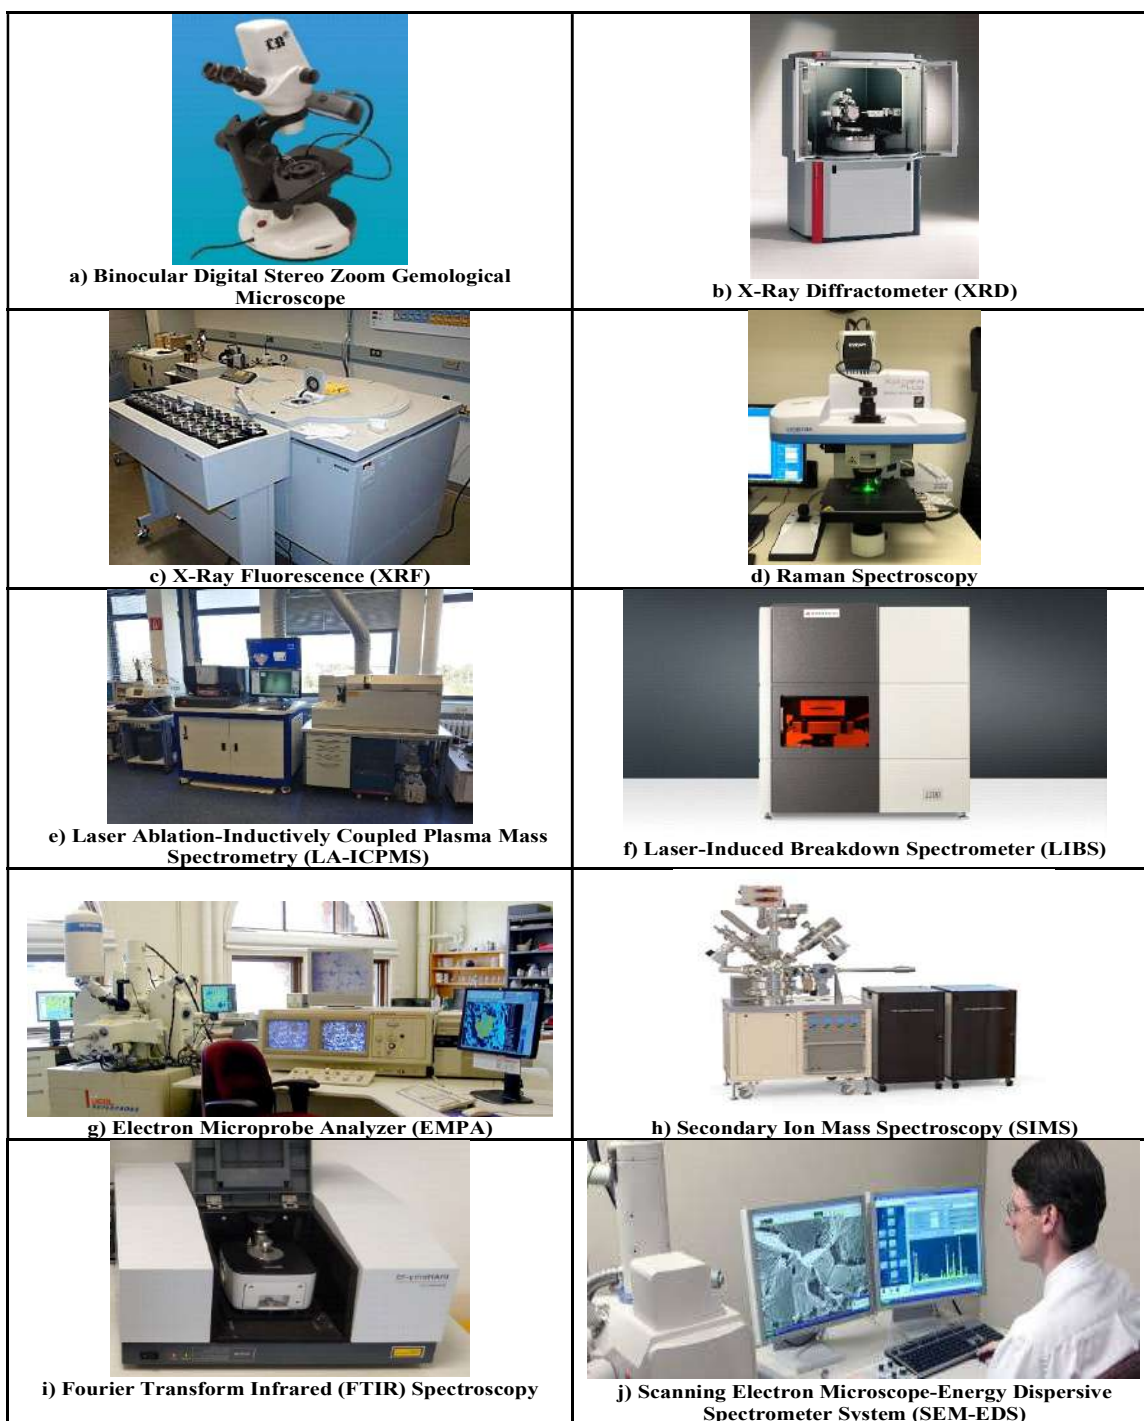 LB
a) Binocular Digital Stereo Zoom Gemological
Microscope
b) X-Ray Diffractometer (XRD)
c) X-Ray Fluorescence (XRF)
d) Raman Spectroscopy
e) Laser Ablation-Inductively Coupled Plasma Mass
Spectrometry (LA-ICPMS)
f) Laser-Induced Breakdown Spectrometer (LIBS)
g) Electron Microprobe Analyzer (EMPA)
h) Secondary Ion Mass Spectroscopy (SIMS)
i) Fourier Transform Infrared (FTIR) Spectroscopy
j) Scanning Electron Microscope-Energy Dispersive
Spectrometer System (SEM-EDS)